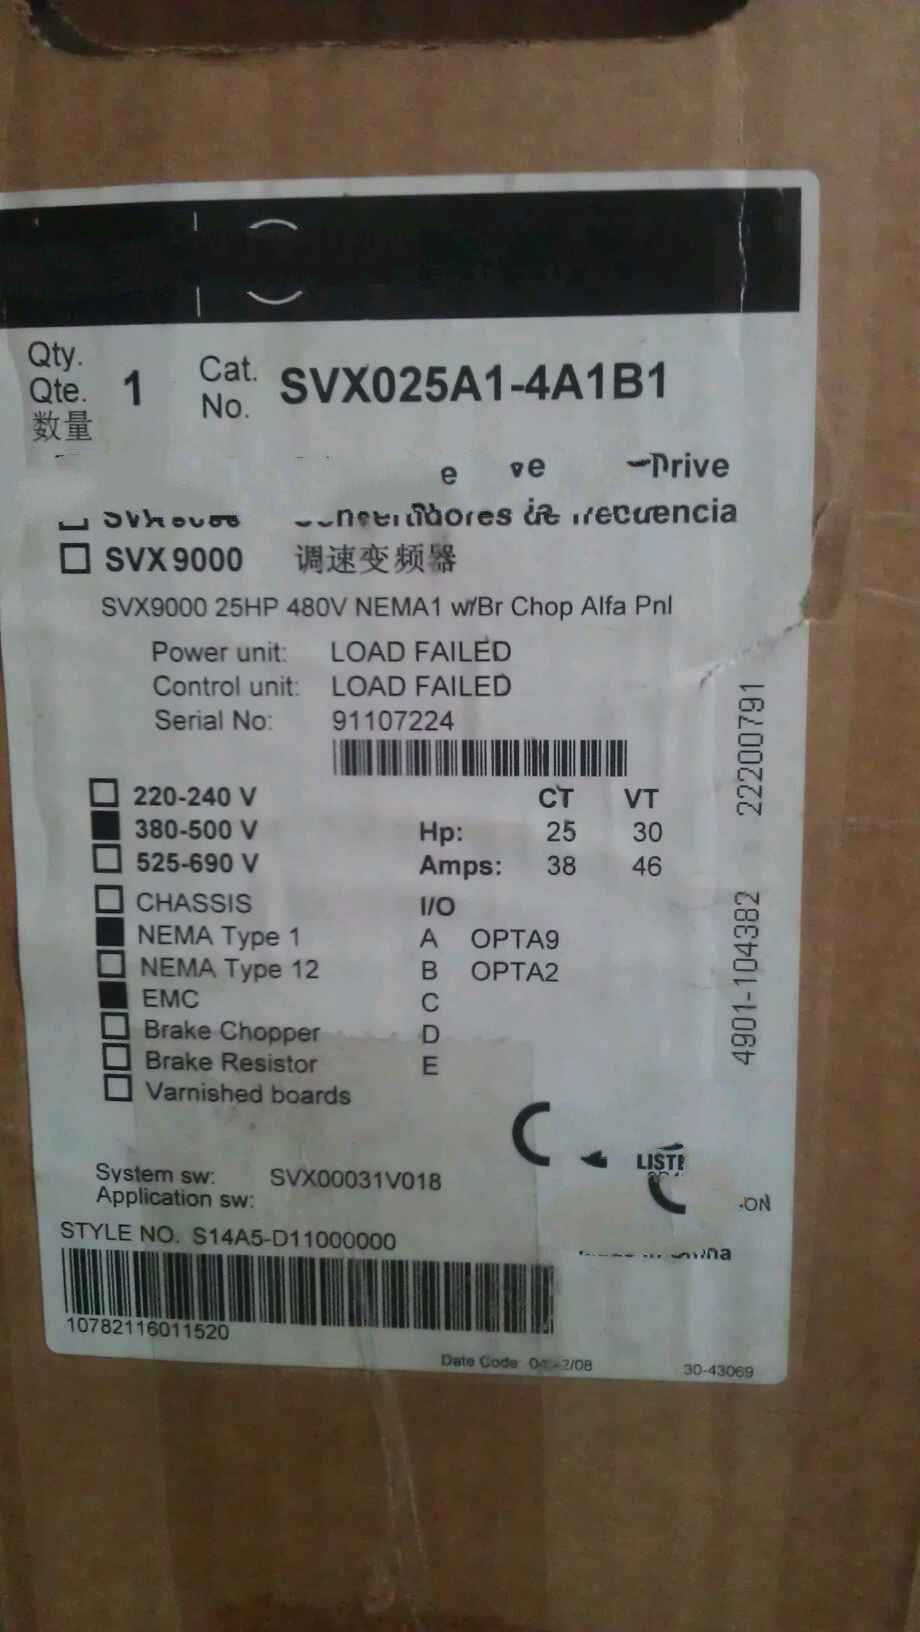 Qty.
Qte. 1 Cat. No. SVX025A1-4A1B1
数量
Drive
de frecuencia
SVX9000 调速变频器
SVX9000 25HP 480V NEMA1 w/Br Chop Alfa Pnl
Power unit: LOAD FAILED
Control unit: LOAD FAILED
Serial No: 91107224
220-240 V CT VT
380-500 V Hp: 25 30
525-690 V Amps: 38 46
CHASSIS I/O
NEMA Type 1 A OPTA9
NEMA Type 12 B OPTA2
EMC C
Brake Chopper D
Brake Resistor E
Varnished boards
System sw: SVX00031V018
Application sw:
STYLE NO. S14A5-D11000000
10782116011520
Date Code:
30-43069
4901-104382 22200791